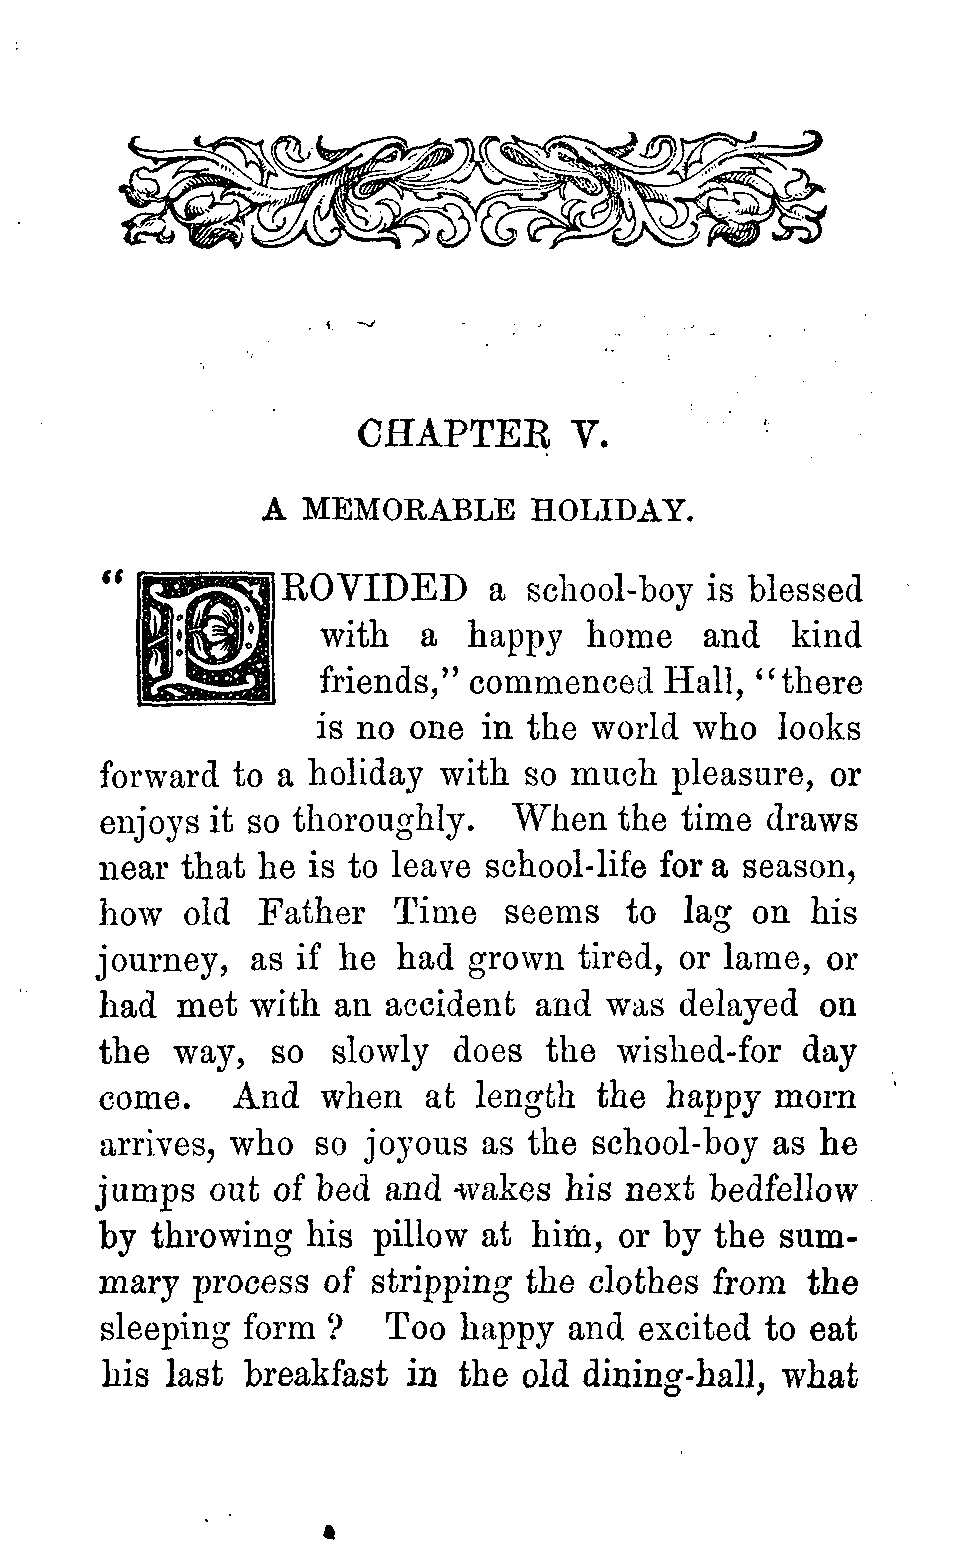 CHAPTER V.
A MEMORABLE HOLIDAY.
"PROVIDED a school-boy is blessed
with a happy home and kind
friends," commenced Hall, "there
is no one in the world who looks
forward to a holiday with so much pleasure, or
enjoys it so thoroughly. When the time draws
near that he is to leave school-life for a season,
how old Father Time seems to lag on his
journey, as if he had grown tired, or lame, or
had met with an accident and was delayed on
the way, so slowly does the wished-for day
come. And when at length the happy morn
arrives, who so joyous as the school-boy as he
jumps out of bed and wakes his next bedfellow
by throwing his pillow at him, or by the sum-
mary process of stripping the clothes from the
sleeping form? Too happy and excited to eat
his last breakfast in the old dining-hall, what